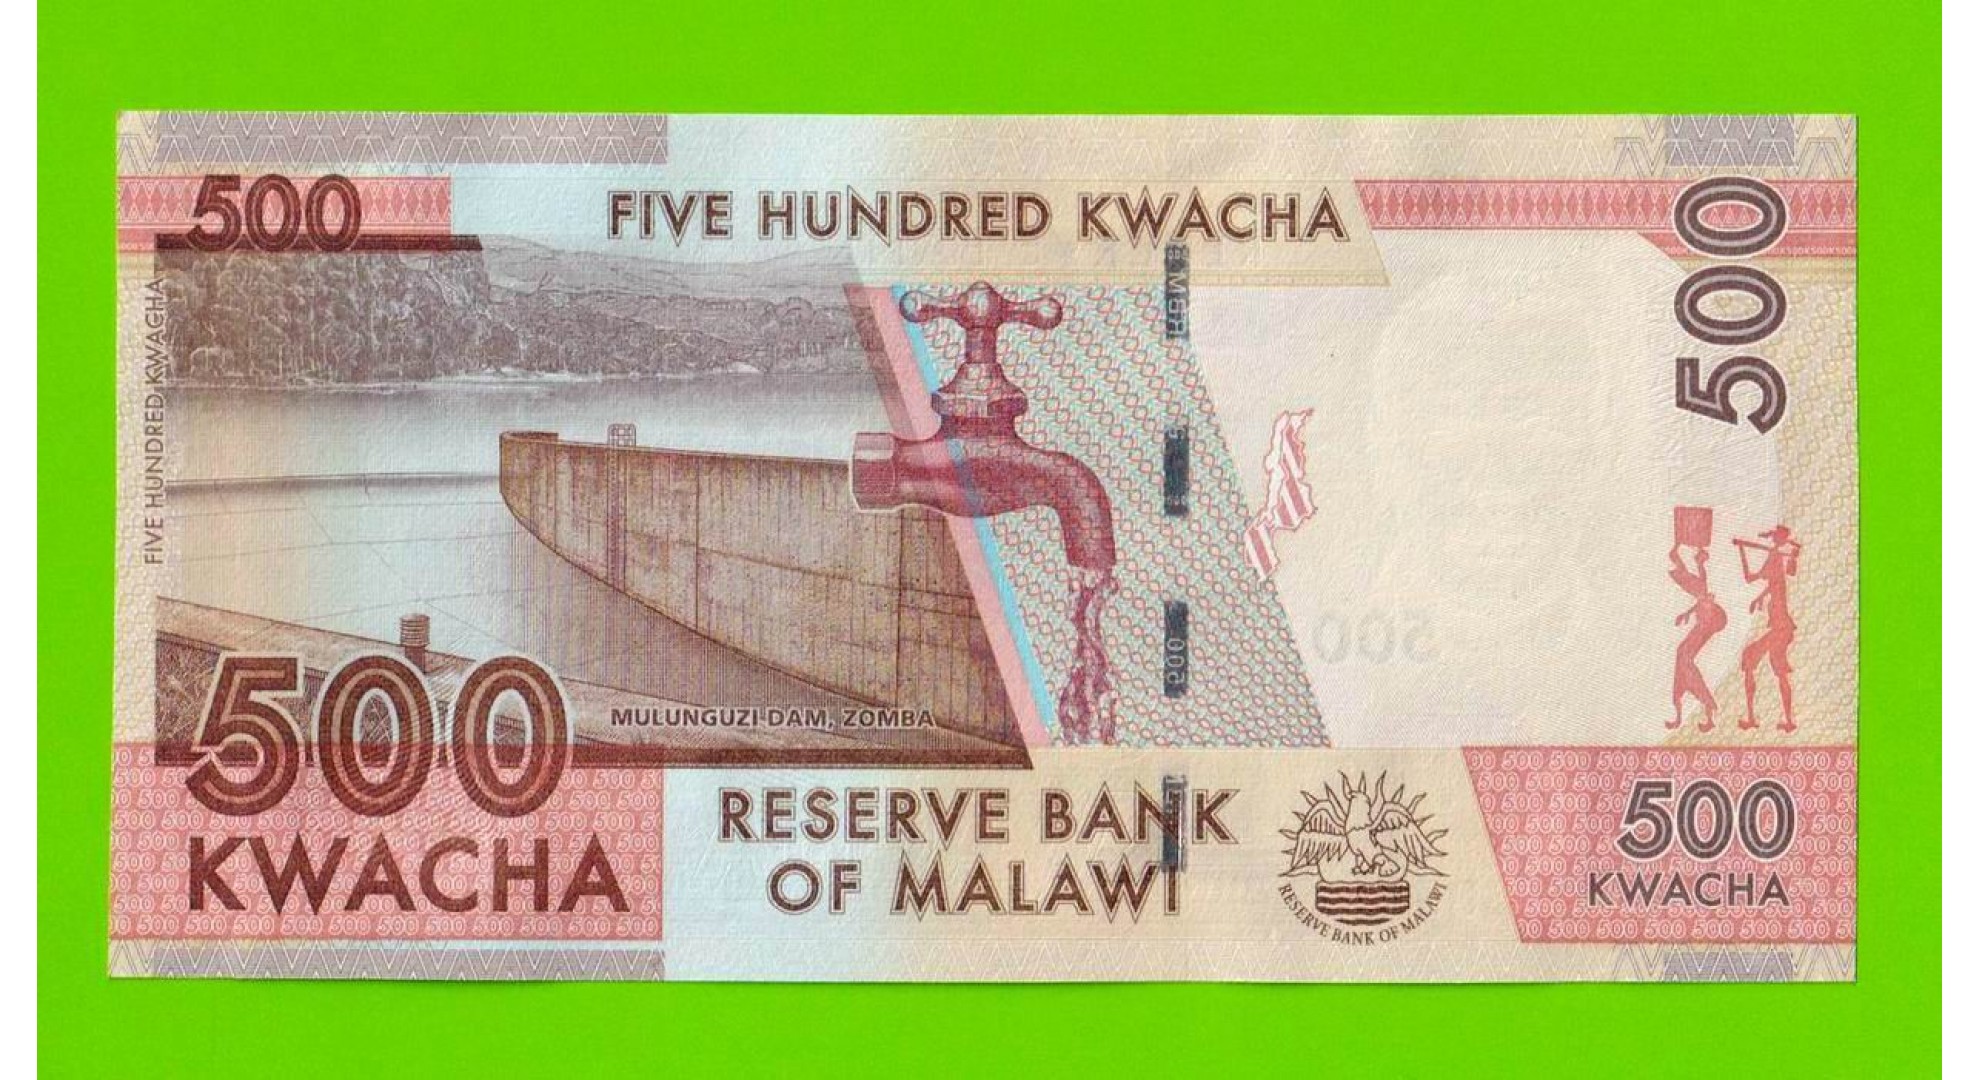 500
FIVE HUNDRED KWACHA
500
FIVE HUNDRED KWACHA
MULUNGUZI DAM, ZOMBA
500
KWACHA
RESERVE BANK
OF MALAWI
RESERVE BANK OF MALAWI
500
KWACHA
500